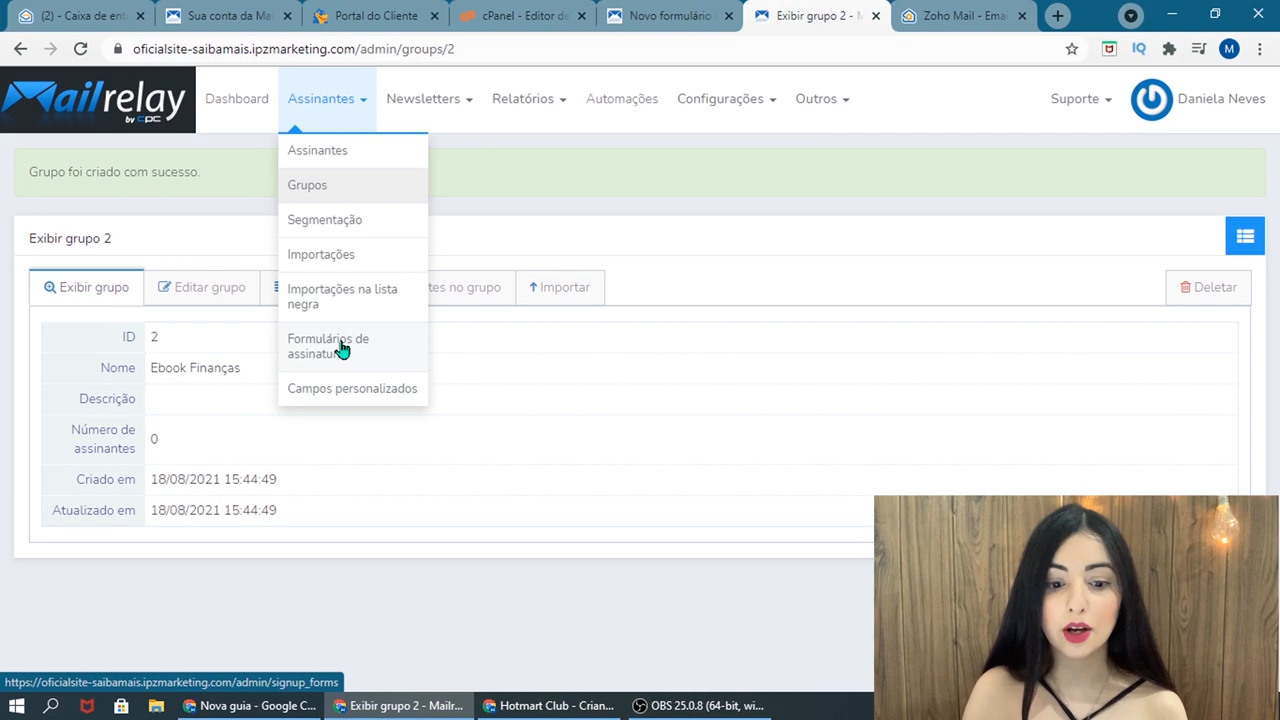 (2) - Caixa de ent
Sua conta da Mai
Portal do Cliente
cPanel - Editor de
Novo formulário
Exibir grupo 2 - M
Zoho Mail - Emai
oficialsite-saibamais.ipzmarketing.com/admin/groups/2
IQ
M
Mailrelay
by CPC
Dashboard
Assinantes
Newsletters
Relatórios
Automações
Configurações
Outros
Suporte
Daniela Neves
Assinantes
Grupos
Segmentação
Importações
Importações na lista
negra
Formulários de
Campos personalizados
Grupo foi criado com sucesso.
Exibir grupo 2
Exibir grupo
Editar grupo
tes no grupo
Importar
Deletar
ID 2
Nome Ebook Finanças
Descrição
Número de
assinantes 0
Criado em 18/08/2021 15:44:49
Atualizado em 18/08/2021 15:44:49
https://oficialsite-saibamais.ipzmarketing.com/admin/signup_forms
Nova guia - Google C...
Exibir grupo 2 - Mailr...
Hotmart Club - Crian...
OBS 25.0.8 (64-bit, wi...